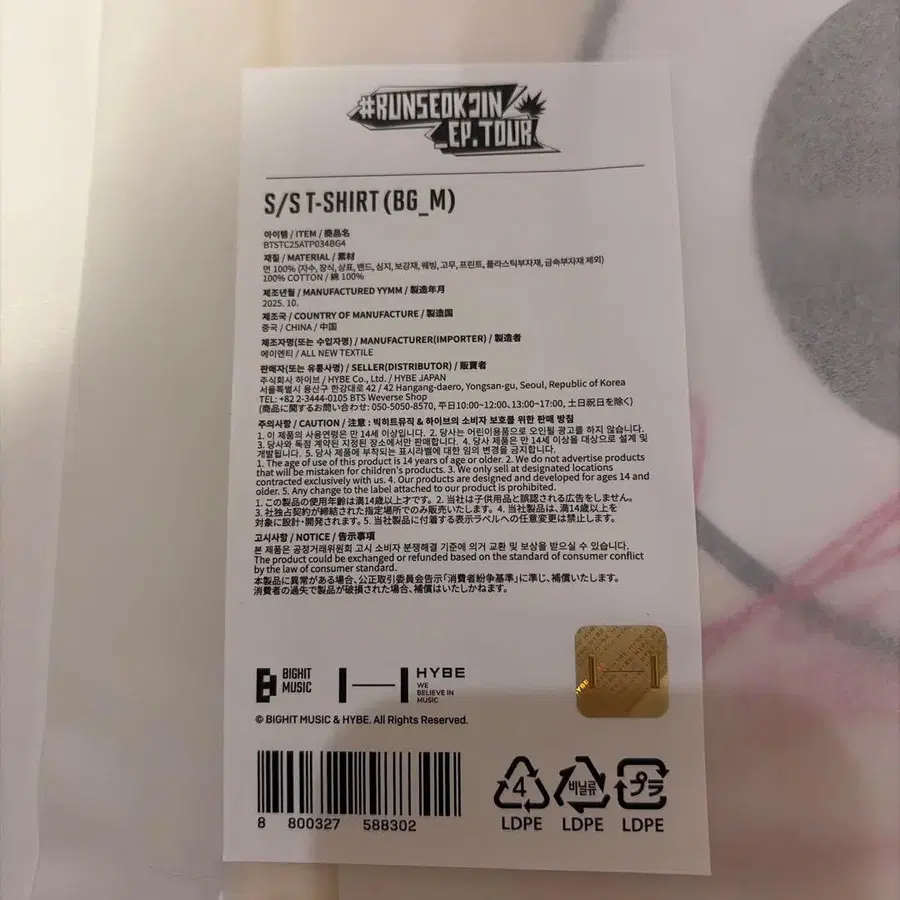 #RUNSEOKJIN
_EP.TOUR
S/S T-SHIRT (BG_M)
아이템 / ITEM / 商品名
BTSTC25ATP034BG4
재질 / MATERIAL / 素材
면 100% (자수, 장식, 상표, 밴드, 심지, 보강재, 웨빙, 고무, 프린트, 플라스틱부자재, 금속부자재 제외)
100% COTTON / 綿 100%
제조년월 / MANUFACTURED YYMM / 製造年月
2025. 10.
제조국 / COUNTRY OF MANUFACTURE / 製造国
중국 / CHINA / 中国
제조자명(또는 수입자명) / MANUFACTURER(IMPORTER) / 製造者
에이엔티 / ALL NEW TEXTILE
판매자(또는 유통사명) / SELLER(DISTRIBUTOR) / 販賣者
주식회사 하이브 / HYBE Co., Ltd. / HYBE JAPAN
서울특별시 용산구 한강대로 42 / 42 Hangang-daero, Yongsan-gu, Seoul, Republic of Korea
TEL: +82 2-3444-0105 BTS Weverse Shop
(商品に関するお問い合わせ: 050-5050-8570, 平日10:00~12:00、13:00~17:00, 土日祝日を除く)
주의사항 / CAUTION / 注意 : 빅히트뮤직 & 하이브의 소비자 보호를 위한 판매 방침
1. 이 제품의 사용연령은 만 14세 이상입니다. 2. 당사는 어린이용품으로 오인될 광고를 하지 않습니다.
3. 당사와 독점 계약된 지정된 장소에서만 판매합니다. 4. 당사 제품은 만 14세 이상을 대상으로 설계 및
개발됩니다. 5. 당사 제품에 부착되는 표시라벨에 대한 임의 변경을 금지합니다.
1. The age of use of this product is 14 years of age or older. 2. We do not advertise products
that will be mistaken for children's products. 3. We only sell at designated locations
contracted exclusively with us. 4. Our products are designed and developed for ages 14 and
older. 5. Any change to the label attached to our product is prohibited.
1. この製品の使用年齢は満14歳以上才です。2. 当社は子供用品と誤認される広告をしません。
3. 社独占契約が締結された指定場所でのみ販売いたします。4. 当社製品は、満14歳以上を
対象に設計・開発されます。5. 当社製品に付着する表示ラベルへの任意変更は禁止します。
고시사항 / NOTICE / 告示事項
본 제품은 공정거래위원회 고시 소비자 분쟁해결 기준에 의거 교환 및 보상을 받으실 수 있습니다.
The product could be exchanged or refunded based on the standard of consumer conflict
by the law of consumer standard.
本製品に異常がある場合、公正取引委員会告示「消費者紛争基準」に準じ、補償いたします。
消費者の過失で製品が破損された場合、補償はいたしかねます。
BIGHIT
MUSIC
HYBE
WE
BELIEVE IN
MUSIC
HYBE
© BIGHIT MUSIC & HYBE. All Rights Reserved.
8 800327 588302
4
LDPE
비닐류
LDPE
プラ
LDPE